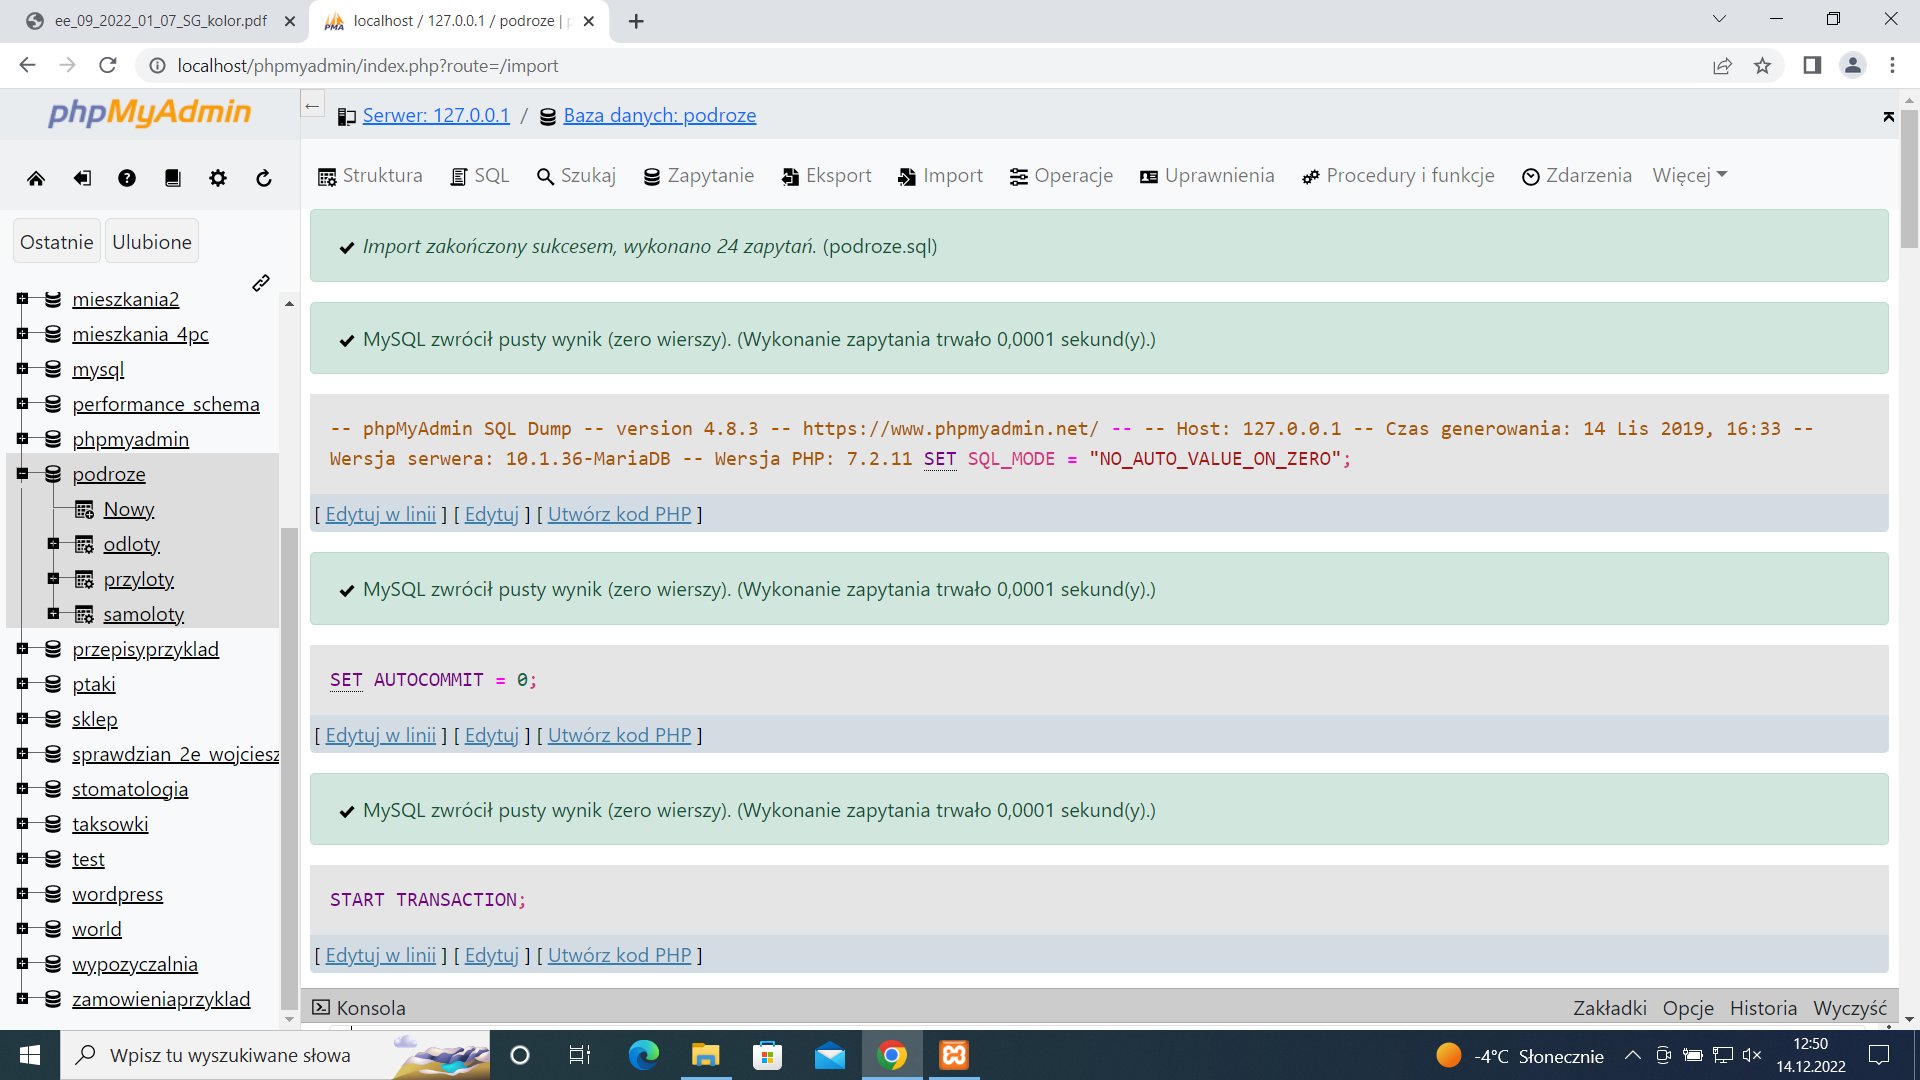 ee_09_2022_01_07_SG_kolor.pdf
localhost / 127.0.0.1 / podroze | p
localhost/phpmyadmin/index.php?route=/import
phpMyAdmin
Serwer: 127.0.0.1 / Baza danych: podroze
Struktura SQL Szukaj Zapytanie Eksport Import Operacje Uprawnienia Procedury i funkcje Zdarzenia Więcej
Ostatnie Ulubione
mieszkania2
mieszkania_4pc
mysql
performance_schema
phpmyadmin
podroze
Nowy
odloty
przyloty
samoloty
przepisyprzyklad
ptaki
sklep
sprawdzian_2e_wojciesz
stomatologia
taksowki
test
wordpress
world
wypozyczalnia
zamowieniaprzyklad
Import zakończony sukcesem, wykonano 24 zapytań. (podroze.sql)
MySQL zwrócił pusty wynik (zero wierszy). (Wykonanie zapytania trwało 0,0001 sekund(y).)
-- phpMyAdmin SQL Dump -- version 4.8.3 -- https://www.phpmyadmin.net/ -- -- Host: 127.0.0.1 -- Czas generowania: 14 Lis 2019, 16:33 --
Wersja serwera: 10.1.36-MariaDB -- Wersja PHP: 7.2.11 SET SQL_MODE = "NO_AUTO_VALUE_ON_ZERO";
[ Edytuj w linii ] [ Edytuj ] [ Utwórz kod PHP ]
MySQL zwrócił pusty wynik (zero wierszy). (Wykonanie zapytania trwało 0,0001 sekund(y).)
SET AUTOCOMMIT = 0;
[ Edytuj w linii ] [ Edytuj ] [ Utwórz kod PHP ]
MySQL zwrócił pusty wynik (zero wierszy). (Wykonanie zapytania trwało 0,0001 sekund(y).)
START TRANSACTION;
[ Edytuj w linii ] [ Edytuj ] [ Utwórz kod PHP ]
Konsola
Zakładki Opcje Historia Wyczyść
Wpisz tu wyszukiwane słowa
-4°C Słonecznie
12:50
14.12.2022